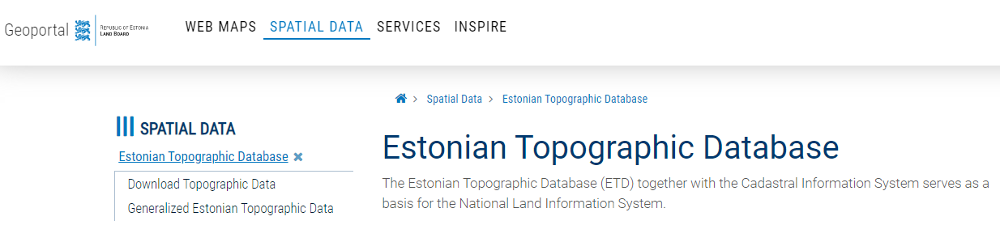 Geoportal REPUBLIC OF ESTONIA
LAND BOARD
WEB MAPS SPATIAL DATA SERVICES INSPIRE
Spatial Data > Estonian Topographic Database
SPATIAL DATA
Estonian Topographic Database
Download Topographic Data
Generalized Estonian Topographic Data
Estonian Topographic Database
The Estonian Topographic Database (ETD) together with the Cadastral Information System serves as a
basis for the National Land Information System.